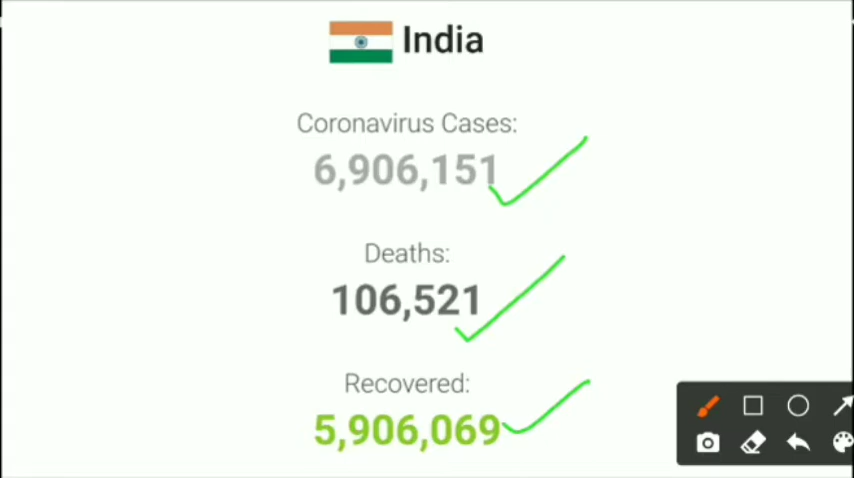 India
Coronavirus Cases:
6,906,151
Deaths:
106,521
Recovered:
5,906,069